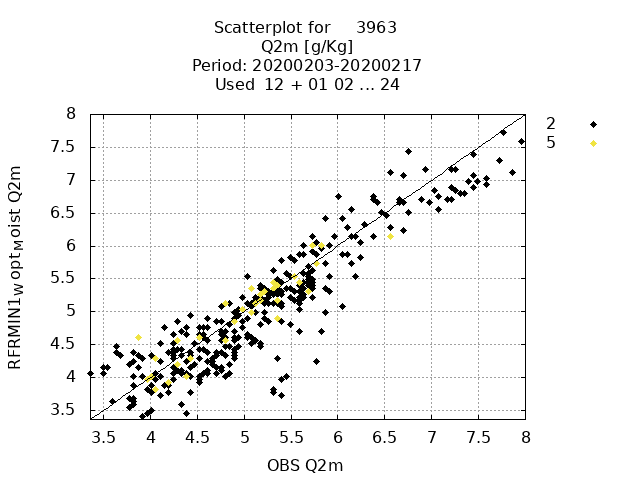 Scatterplot for 3963
Q2m [g/Kg]
Period: 20200203-20200217
Used 12 + 01 02 ... 24
8
7.5
7
6.5
6
5.5
5
4.5
4
3.5
3.5 4 4.5 5 5.5 6 6.5 7 7.5 8
RFRMIN1W optMoist Q2m
OBS Q2m
2
5